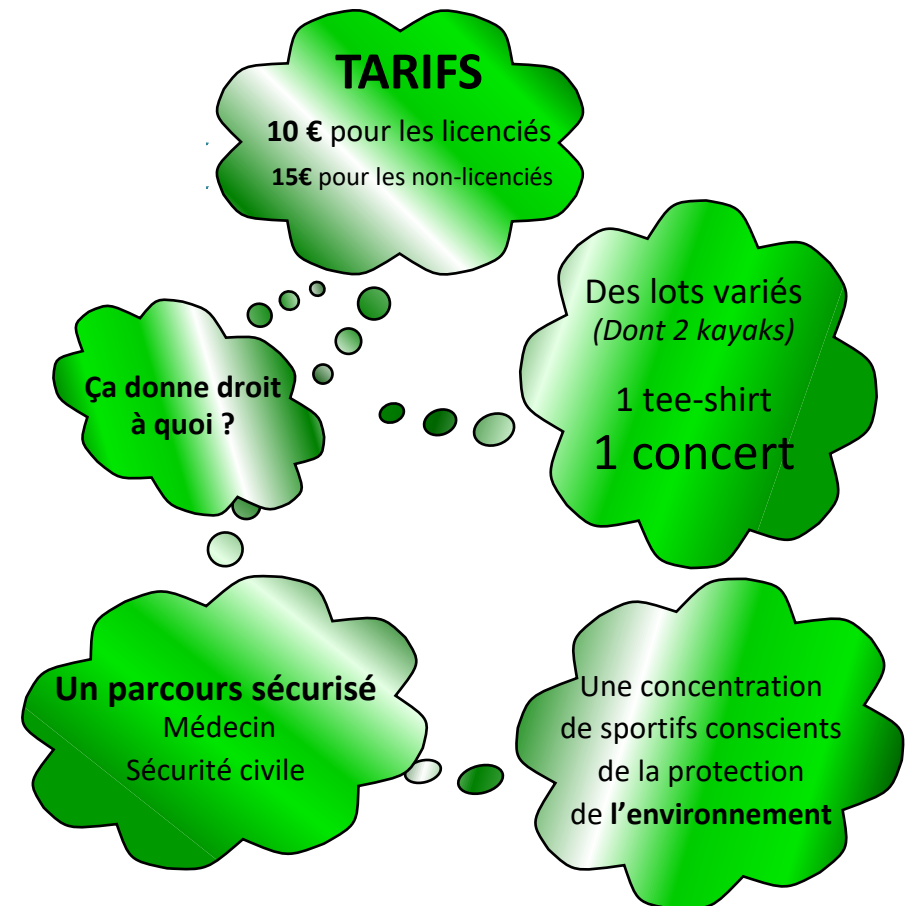 TARIFS
10 € pour les licenciés
15€ pour les non-licenciés
Ça donne droit
à quoi ?
Des lots variés
(Dont 2 kayaks)
1 tee-shirt
1 concert
Un parcours sécurisé
Médecin
Sécurité civile
Une concentration
de sportifs conscients
de la protection
de l’environnement